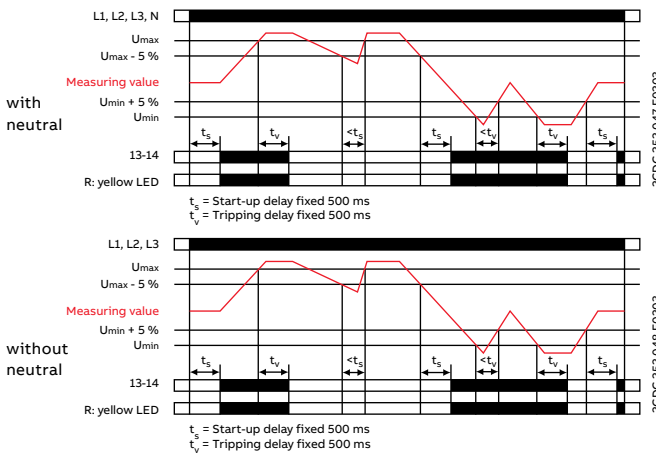 L1, L2, L3, N
Umax
Umax - 5 %
Measuring value
with
neutral
Umin + 5 %
Umin
ts tv <ts ts <tv tv ts
13-14
R: yellow LED
ts = Start-up delay fixed 500 ms
tv = Tripping delay fixed 500 ms
L1, L2, L3
Umax
Umax - 5 %
Measuring value
without
neutral
Umin + 5 %
Umin
ts tv <ts ts <tv tv ts
13-14
R: yellow LED
ts = Start-up delay fixed 500 ms
tv = Tripping delay fixed 500 ms